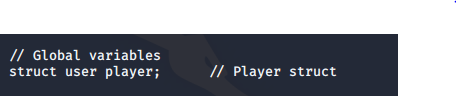 // Global variables
struct user player;      // Player struct